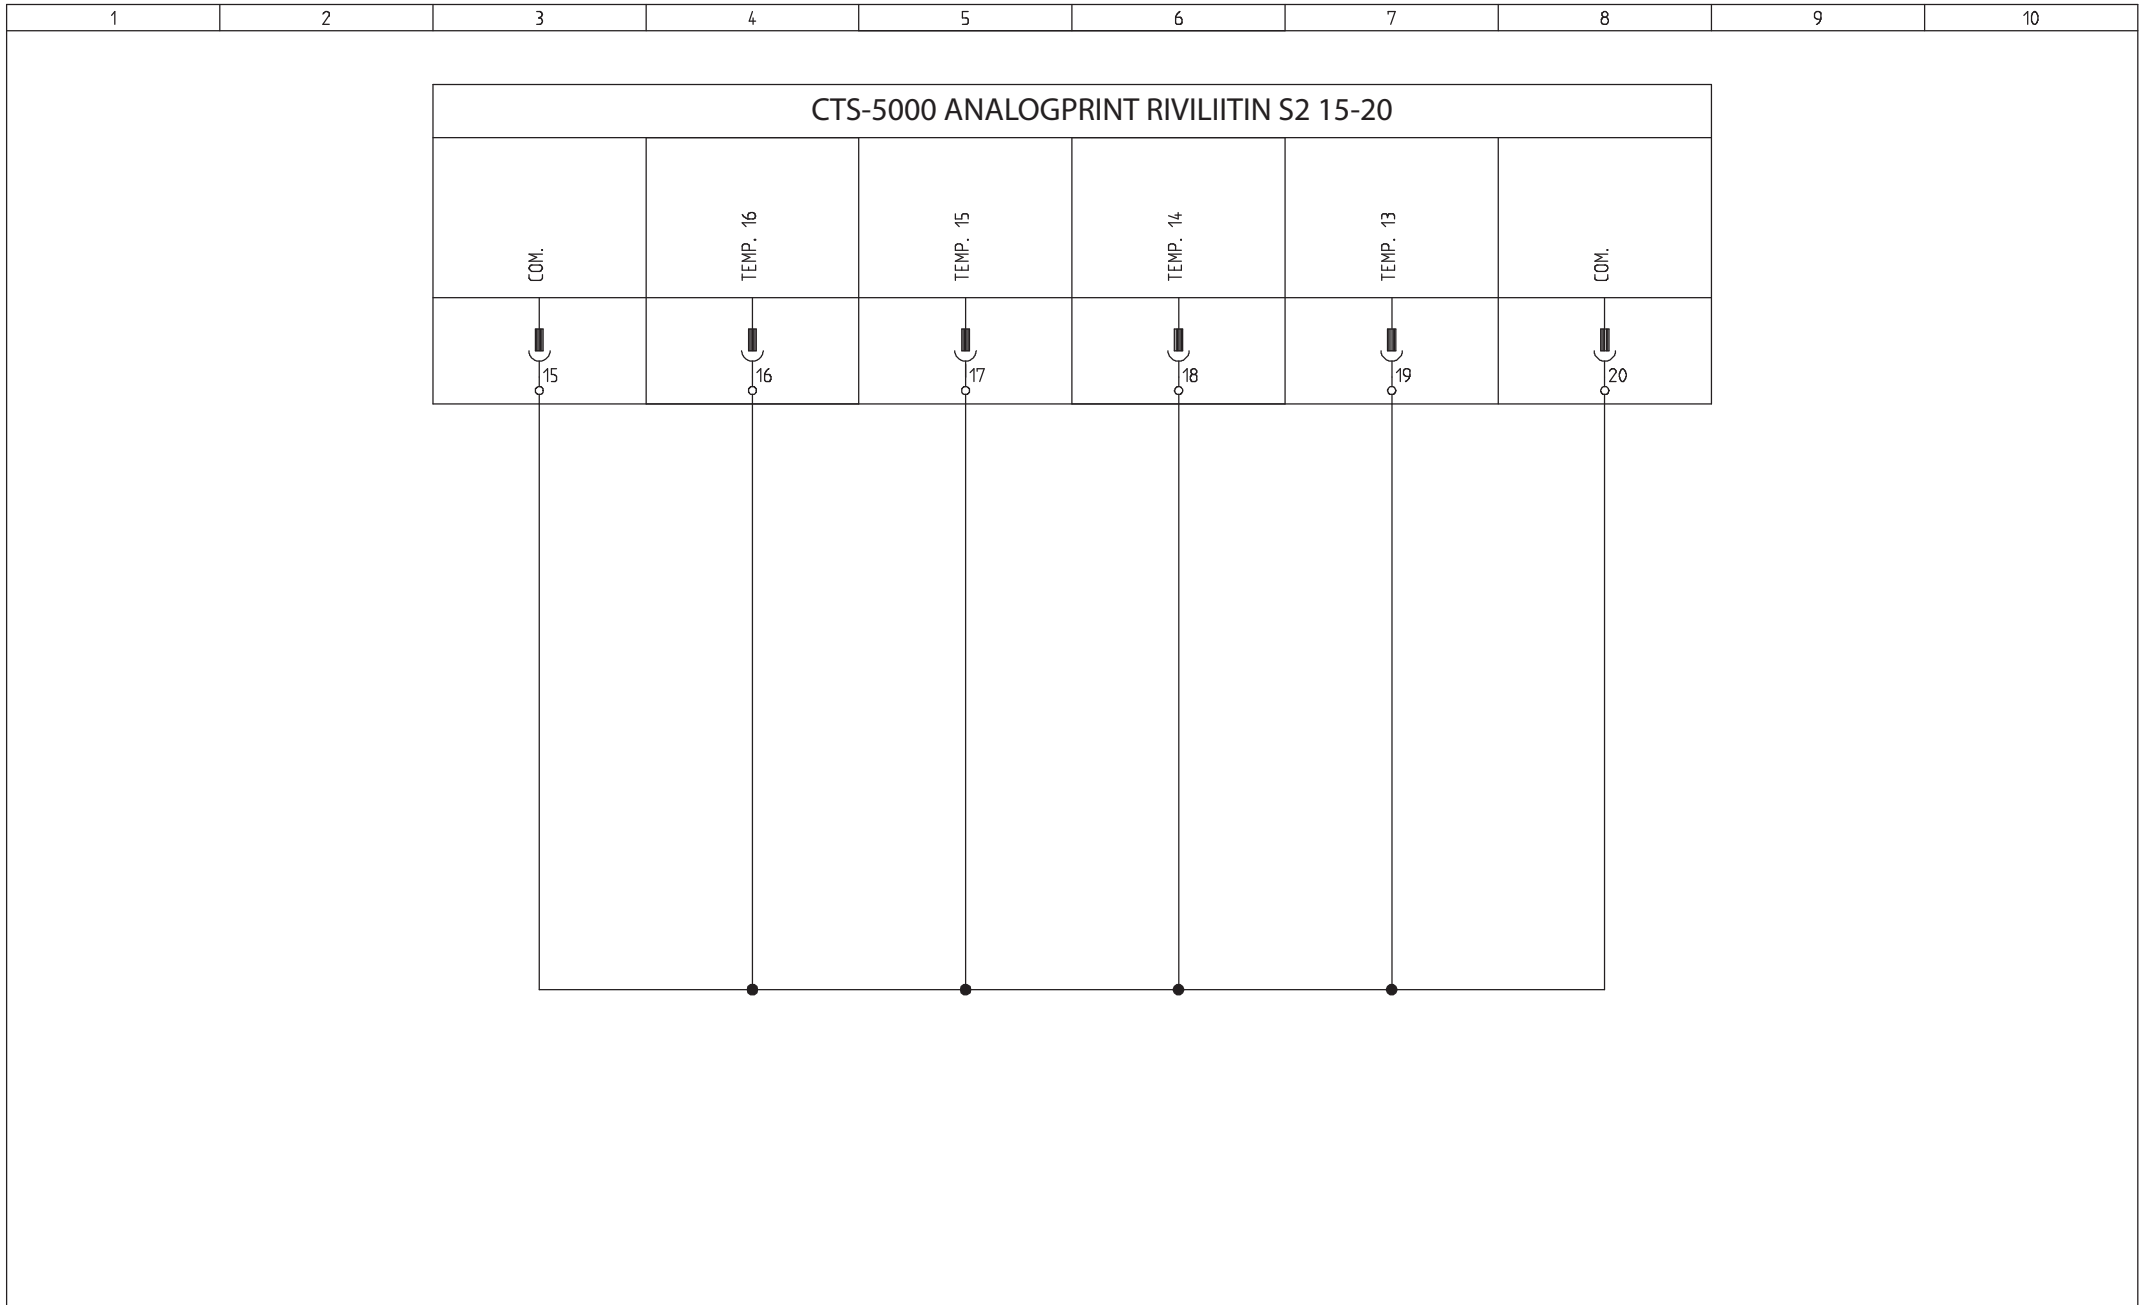 1 2 3 4 5 6 7 8 9 10
CTS-5000 ANALOGPRINT RIVILIITIN S2 15-20
COM. TEMP. 16 TEMP. 15 TEMP. 14 TEMP. 13 COM.
15 16 17 18 19 20